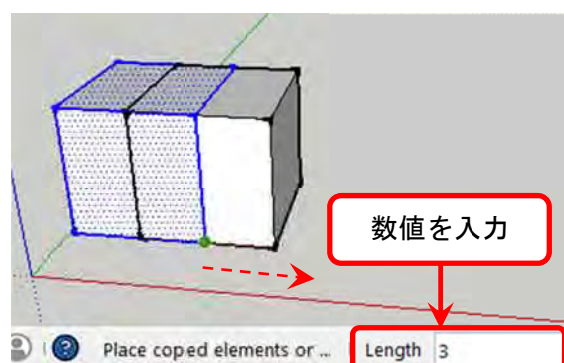 数値を入力
Place coped elements or ...
Length 3